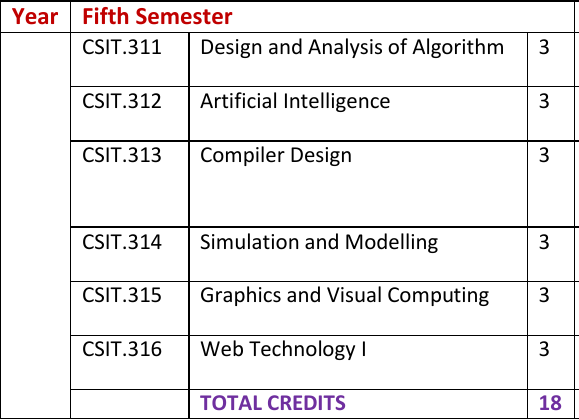 Year Fifth Semester
CSIT.311 Design and Analysis of Algorithm 3
CSIT.312 Artificial Intelligence 3
CSIT.313 Compiler Design 3
CSIT.314 Simulation and Modelling 3
CSIT.315 Graphics and Visual Computing 3
CSIT.316 Web Technology I 3
TOTAL CREDITS 18